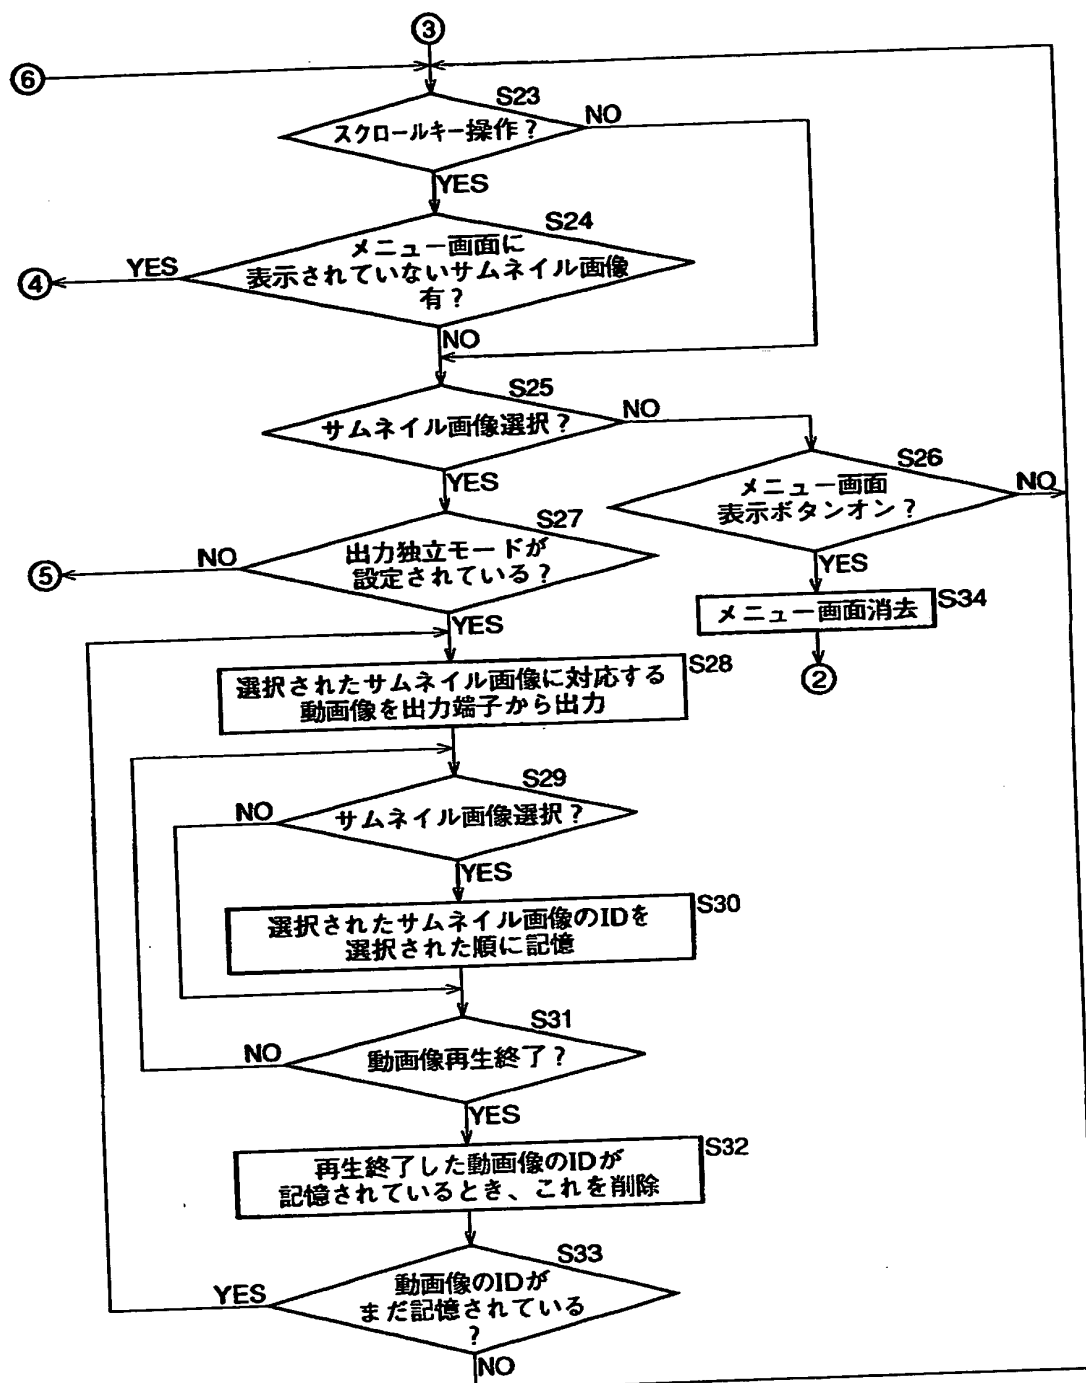 ③
⑥
S23
スクロールキー操作？
NO
YES
S24
メニュー画面に
表示されていないサムネイル画像
有？
YES
④
NO
S25
サムネイル画像選択？
NO
YES
S26
メニュー画面
表示ボタンオン？
NO
YES
S27
出力独立モードが
設定されている？
NO
⑤
YES
メニュー画面消去
S34
②
S28
選択されたサムネイル画像に対応する
動画像を出力端子から出力
S29
サムネイル画像選択？
NO
YES
S30
選択されたサムネイル画像のIDを
選択された順に記憶
S31
動画像再生終了？
NO
YES
S32
再生終了した動画像のIDが
記憶されているとき、これを削除
S33
動画像のIDが
まだ記憶されている
？
YES
NO